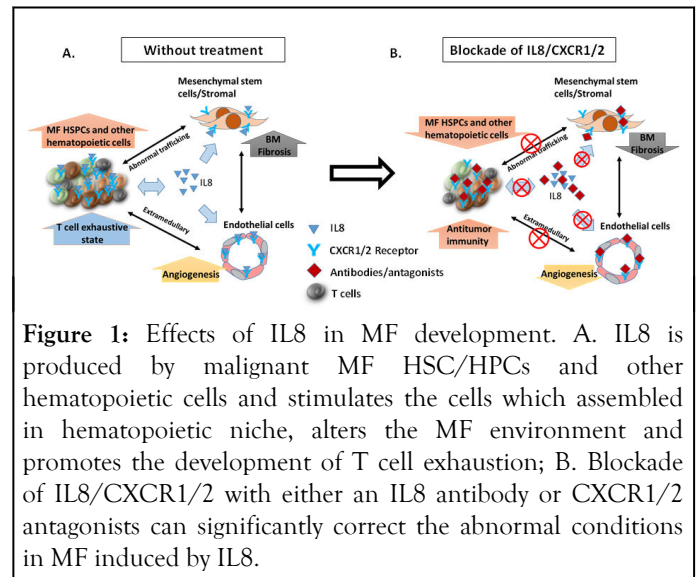 A.
Without treatment
Mesenchymal stem
cells/Stromal
MF HSPCs and other
hematopoietic cells
Abnormal trafficking
BM
Fibrosis
IL8
T cell exhaustive
state
Extramedullary
Endothelial cells
Angiogenesis
IL8
CXCR1/2 Receptor
Antibodies/antagonists
T cells
B.
Blockade of IL8/CXCR1/2
Mesenchymal stem
cells/Stromal
MF HSPCs and other
hematopoietic cells
Abnormal trafficking
BM
Fibrosis
IL8
Antitumor
immunity
Extramedullary
Endothelial cells
Angiogenesis
Figure 1: Effects of IL8 in MF development. A. IL8 is
produced by malignant MF HSC/HPCs and other
hematopoietic cells and stimulates the cells which assembled
in hematopoietic niche, alters the MF environment and
promotes the development of T cell exhaustion; B. Blockade
of IL8/CXCR1/2 with either an IL8 antibody or CXCR1/2
antagonists can significantly correct the abnormal conditions
in MF induced by IL8.